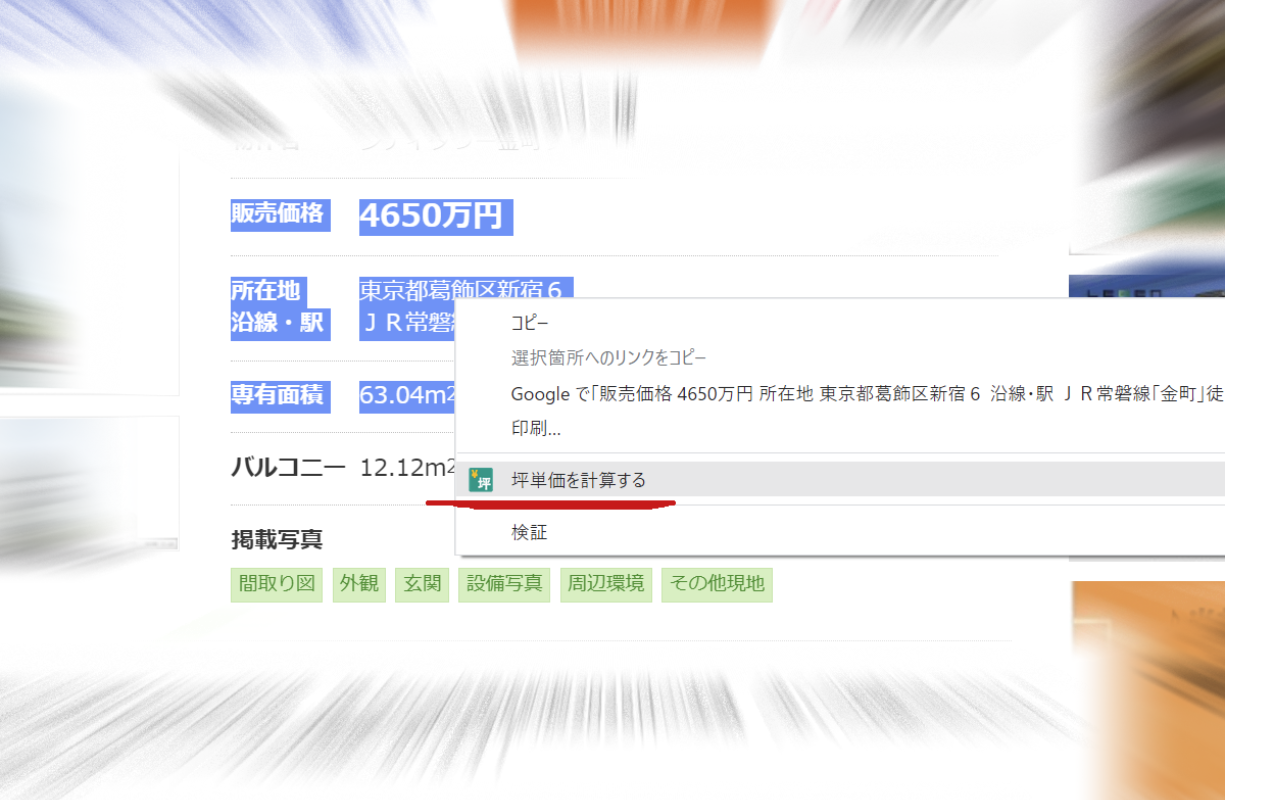 販売価格 4650万円
所在地 東京都葛飾区新宿６
沿線・駅 ＪＲ常磐
専有面積 63.04m2
バルコニー 12.12m2
掲載写真
間取り図 外観 玄関 設備写真 周辺環境 その他現地
コピー
選択箇所へのリンクをコピー
Google で「販売価格 4650万円 所在地 東京都葛飾区新宿６ 沿線・駅 ＪＲ常磐線「金町」徒
印刷...
坪 坪単価を計算する
検証